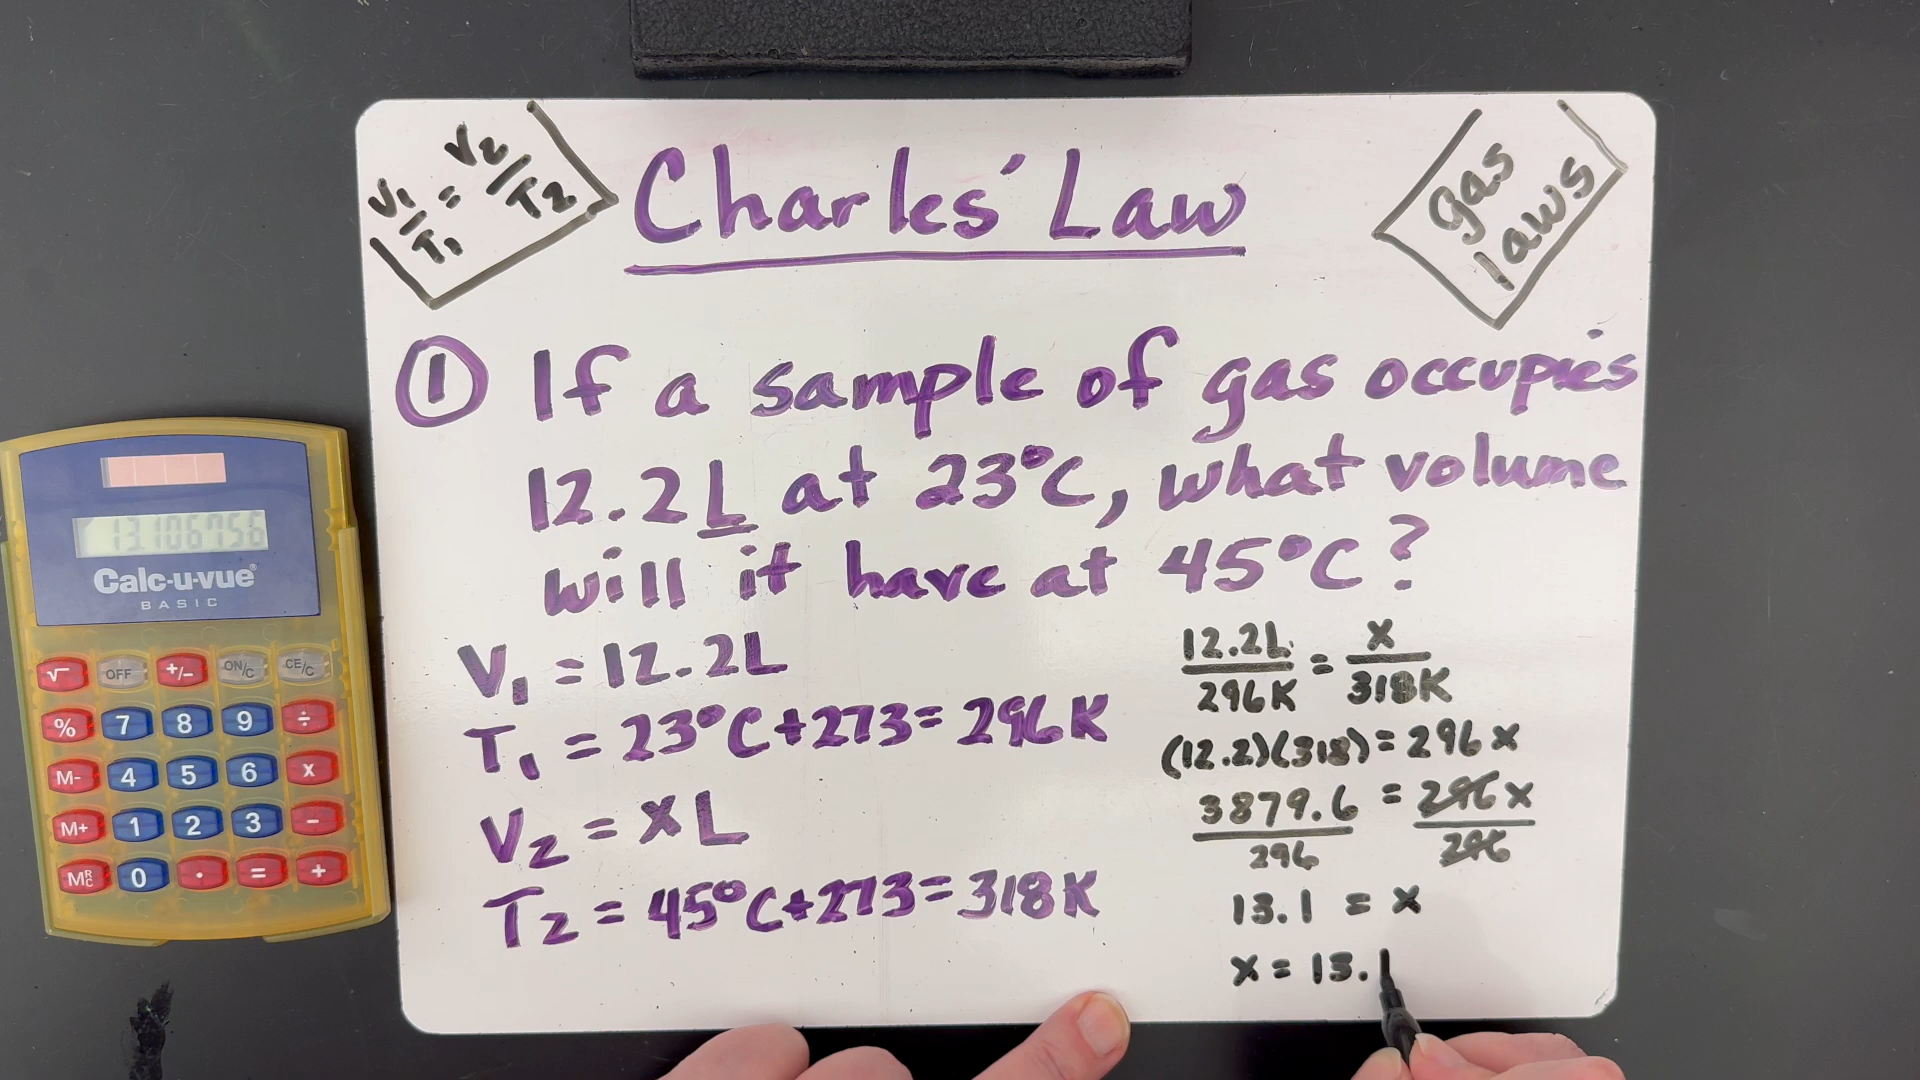 V₁/T₁ = V₂/T₂
Charles' Law
gas
laws
① If a sample of gas occupies
12.2L at 23°C, what volume
will it have at 45°C?
V₁ = 12.2L
T₁ = 23°C+273=296K
V₂ = x L
T₂ = 45°C+273=318K
12.2L/296K = x/318K
(12.2)(318)=296x
3879.6/296 = 296x/296
13.1 = x
x = 13.1
13.106756
Calc-u-vue®
BASIC
√ OFF +/- ON/C CE/C
% 7 8 9 ÷
M- 4 5 6 x
M+ 1 2 3 -
MRC 0 · = +